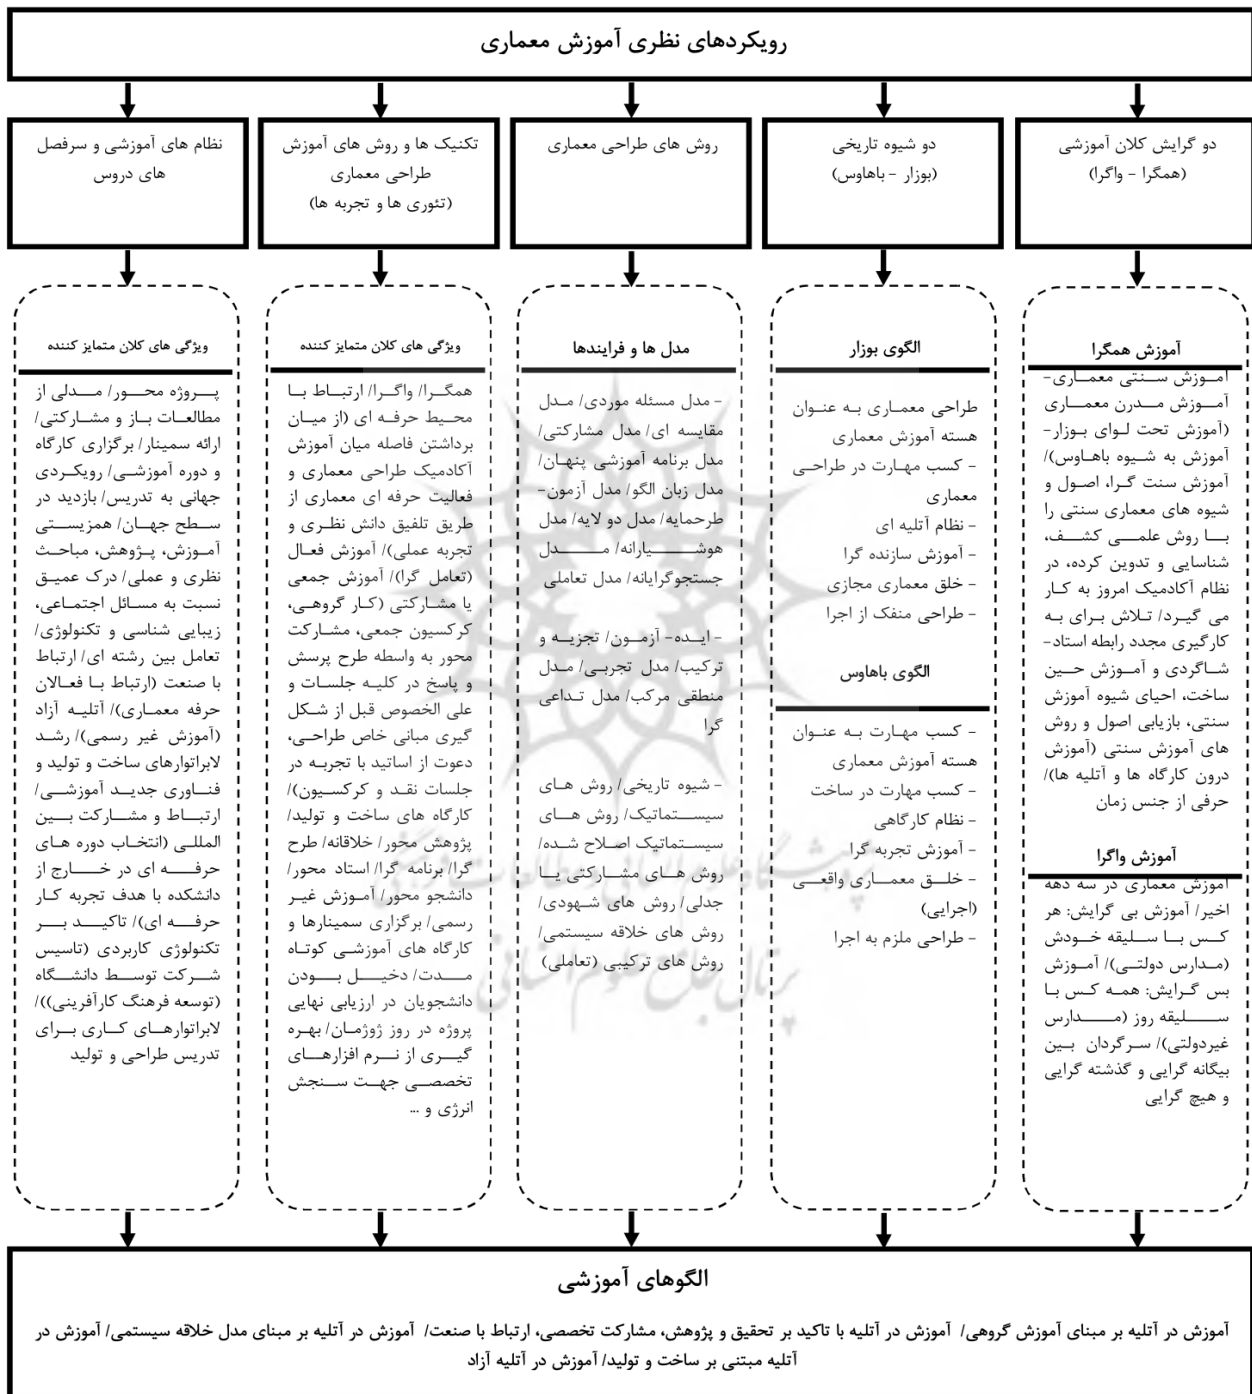 رویکردهای نظری آموزش معماری
دو گرایش کلان آموزشی
(همگرا - واگرا)
دو شیوه تاریخی
(بوزار - باهاوس)
روش های طراحی معماری
تکنیک ها و روش های آموزش
طراحی معماری
(تئوری ها و تجربه ها)
نظام های آموزشی و سرفصل
های دروس
آموزش همگرا
آموزش سنتی معماری-
آموزش مدرن معماری
(آموزش تحت لوای بوزار-
آموزش به شیوه باهاوس)/
آموزش سنت گرا، اصول و
شیوه های معماری سنتی را
با روش علمی کشف،
شناسایی و تدوین کرده، در
نظام آکادمیک امروز به کار
می گیرد/ تلاش برای به
کارگیری مجدد رابطه استاد-
شاگردی و آموزش حین
ساخت، احیای شیوه آموزش
سنتی، بازیابی اصول و روش
های آموزش سنتی (آموزش
درون کارگاه ها و آتلیه ها)/
حرفی از جنس زمان
آموزش واگرا
آموزش معماری در سه دهه
اخیر/ آموزش بی گرایش: هر
کس با سلیقه خودش
(مدارس دولتی)/ آموزش
بس گرایش: همه کس با
سلیقه روز (مدارس
غیردولتی)/ سرگردان بین
بیگانه گرایی و گذشته گرایی
و هیچ گرایی
الگوی بوزار
طراحی معماری به عنوان
هسته آموزش معماری
- کسب مهارت در طراحی
معماری
- نظام آتلیه ای
- آموزش سازنده گرا
- خلق معماری مجازی
- طراحی منفک از اجرا
الگوی باهاوس
- کسب مهارت به عنوان
هسته آموزش معماری
- کسب مهارت در ساخت
- نظام کارگاهی
- آموزش تجربه گرا
- خلق معماری واقعی
(اجرایی)
- طراحی ملزم به اجرا
مدل ها و فرایندها
- مدل مسئله موردی/ مدل
مقایسه ای/ مدل مشارکتی/
مدل برنامه آموزشی پنهان/
مدل زبان الگو/ مدل آزمون-
طرحمایه/ مدل دو لایه/ مدل
هوشیارانه/ مدل
جستجوگرایانه/ مدل تعاملی
- ایده- آزمون/ تجزیه و
ترکیب/ مدل تجربی/ مدل
منطقی مرکب/ مدل تداعی
گرا
- شیوه تاریخی/ روش های
سیستماتیک/ روش های
سیستماتیک اصلاح شده/
روش های مشارکتی یا
جدلی/ روش های شهودی/
روش های خلاقه سیستمی/
روش های ترکیبی (تعاملی)
ویژگی های کلان متمایز کننده
همگرا/ واگرا/ ارتباط با
محیط حرفه ای (از میان
برداشتن فاصله میان آموزش
آکادمیک طراحی معماری و
فعالیت حرفه ای معماری از
طریق تلفیق دانش نظری و
تجربه عملی)/ آموزش فعال
(تعامل گرا)/ آموزش جمعی
یا مشارکتی (کار گروهی،
کرکسیون جمعی، مشارکت
محور به واسطه طرح پرسش
و پاسخ در کلیه جلسات و
علی الخصوص قبل از شکل
گیری مبانی خاص طراحی،
دعوت از اساتید با تجربه در
جلسات نقد و کرکسیون)/
کارگاه های ساخت و تولید/
پژوهش محور/ خلاقانه/ طرح
گرا/ برنامه گرا/ استاد محور/
دانشجو محور/ آموزش غیر
رسمی/ برگزاری سمینارها و
کارگاه های آموزشی کوتاه
مدت/ دخیل بودن
دانشجویان در ارزیابی نهایی
پروژه در روز ژوژمان/ بهره
گیری از نرم افزارهای
تخصصی جهت سنجش
انرژی و ...
ویژگی های کلان متمایز کننده
پروژه محور/ مدلی از
مطالعات باز و مشارکتی/
ارائه سمینار/ برگزاری کارگاه
و دوره آموزشی/ رویکردی
جهانی به تدریس/ بازدید در
سطح جهان/ همزیستی
آموزش، پژوهش، مباحث
نظری و عملی/ درک عمیق
نسبت به مسائل اجتماعی،
زیبایی شناسی و تکنولوژی/
تعامل بین رشته ای/ ارتباط
با صنعت (ارتباط با فعالان
حرفه معماری)/ آتلیه آزاد
(آموزش غیر رسمی)/ رشد
لابراتوارهای ساخت و تولید و
فناوری جدید آموزشی/
ارتباط و مشارکت بین
المللی (انتخاب دوره های
حرفه ای در خارج از
دانشکده با هدف تجربه کار
حرفه ای)/ تاکید بر
تکنولوژی کاربردی (تاسیس
شرکت توسط دانشگاه
(توسعه فرهنگ کارآفرینی))/
لابراتوارهای کاری برای
تدریس طراحی و تولید
پژوهشگاه علوم انسانی و مطالعات فرهنگی
پرتال جامع علوم انسانی
الگوهای آموزشی
آموزش در آتلیه بر مبنای آموزش گروهی/ آموزش در آتلیه با تاکید بر تحقیق و پژوهش، مشارکت تخصصی، ارتباط با صنعت/ آموزش در آتلیه بر مبنای مدل خلاقه سیستمی/ آموزش در
آتلیه مبتنی بر ساخت و تولید/ آموزش در آتلیه آزاد